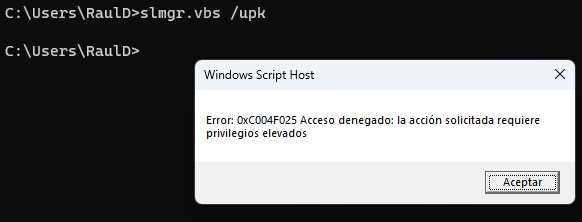 C:\Users\RaulD>slmgr.vbs /upk
C:\Users\RaulD>
Windows Script Host
Error: 0xC004F025 Acceso denegado: la acción solicitada requiere
privilegios elevados
Aceptar